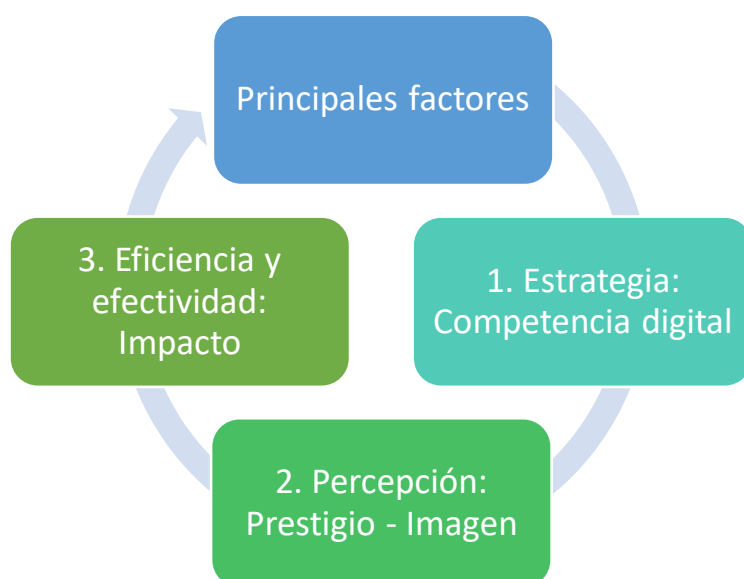 Principales factores
1. Estrategia:
Competencia digital
2. Percepción:
Prestigio - Imagen
3. Eficiencia y
efectividad:
Impacto